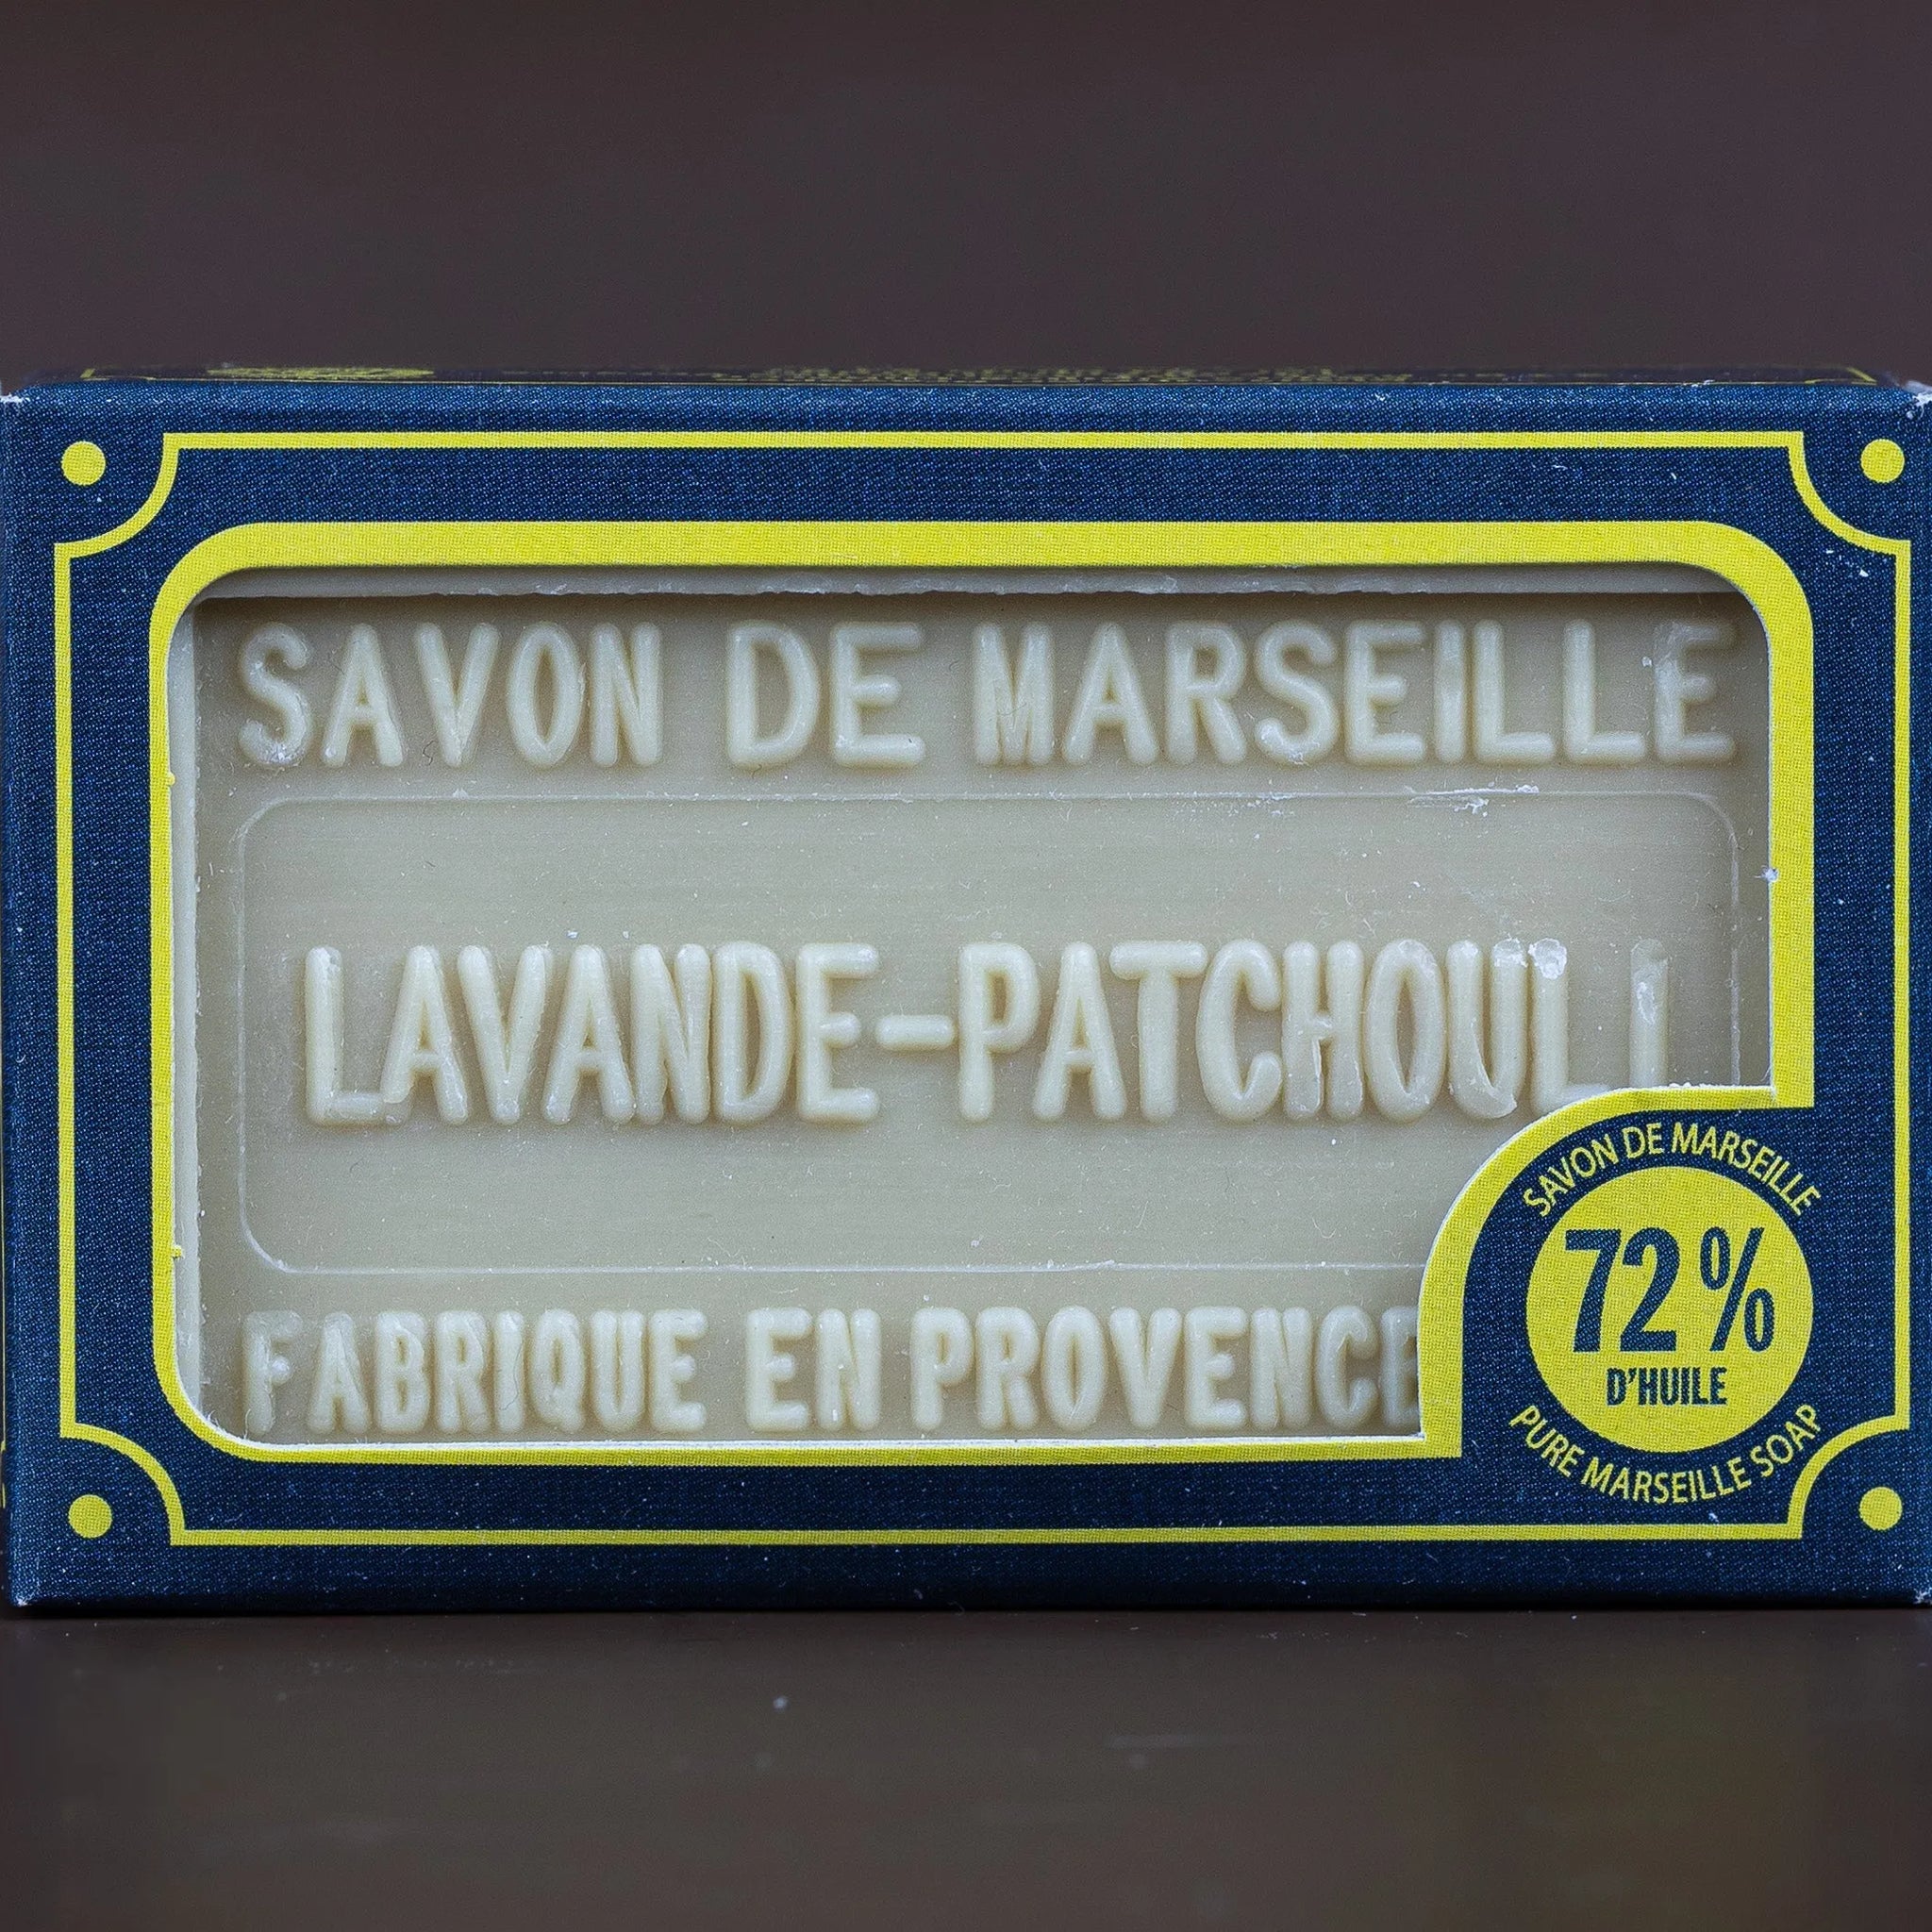 SAVON DE MARSEILLE
LAVANDE-PATCHOULI
FABRIQUE EN PROVENCE
SAVON DE MARSEILLE
72%
D'HUILE
PURE MARSEILLE SOAP